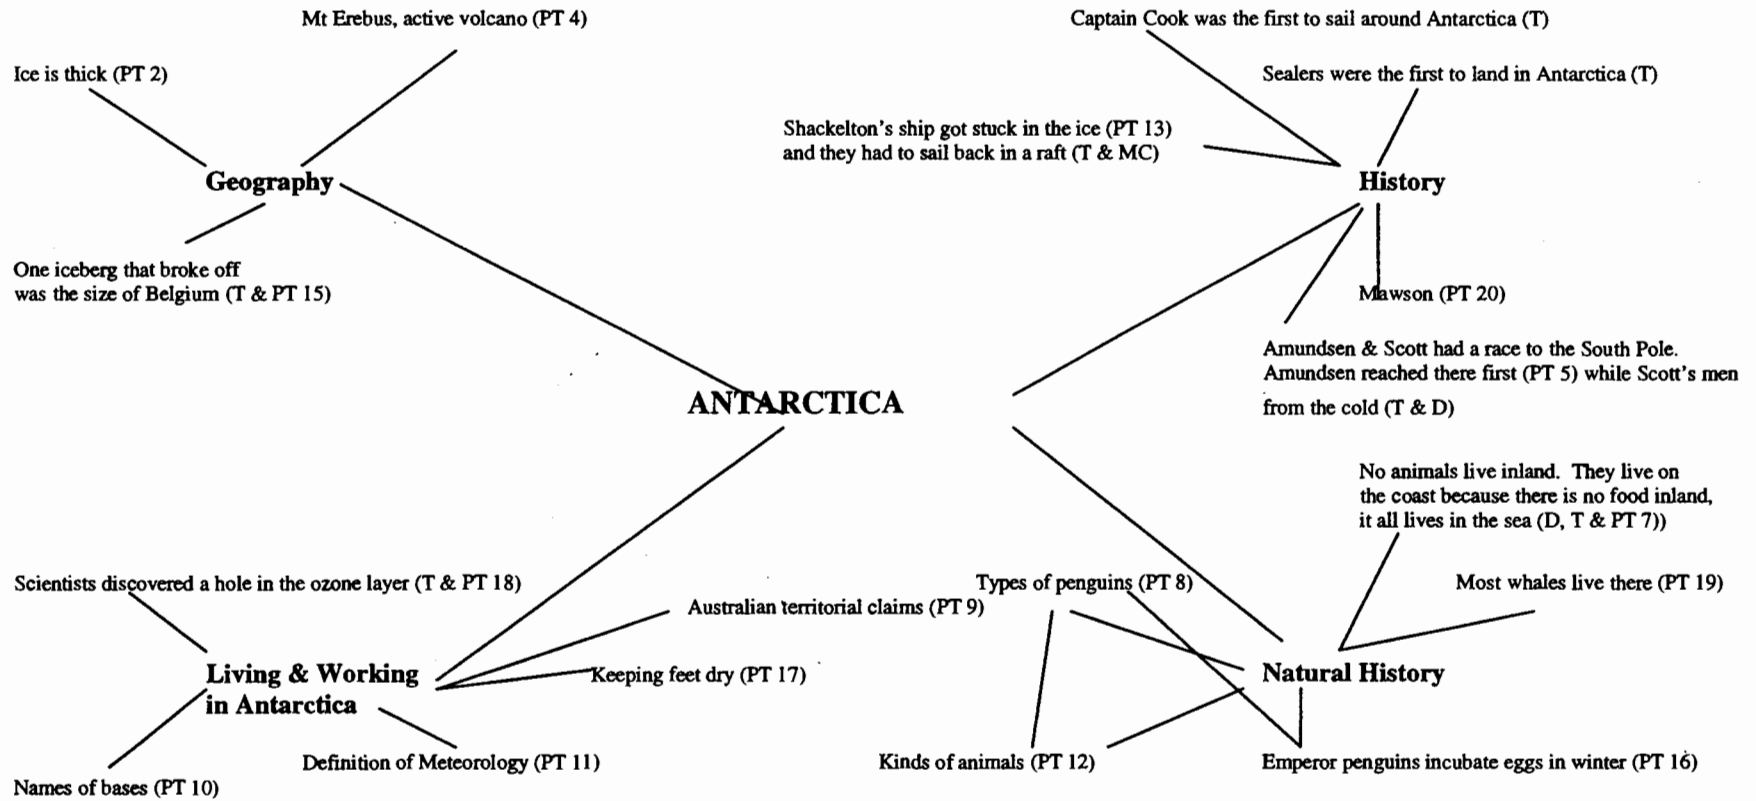 Mt Erebus, active volcano (PT 4)
Ice is thick (PT 2)
Geography
One iceberg that broke off
was the size of Belgium (T & PT 15)
Captain Cook was the first to sail around Antarctica (T)
Sealers were the first to land in Antarctica (T)
Shackelton's ship got stuck in the ice (PT 13)
and they had to sail back in a raft (T & MC)
History
Mawson (PT 20)
Amundsen & Scott had a race to the South Pole.
Amundsen reached there first (PT 5) while Scott's men
from the cold (T & D)
ANTARCTICA
No animals live inland. They live on
the coast because there is no food inland,
it all lives in the sea (D, T & PT 7))
Scientists discovered a hole in the ozone layer (T & PT 18)
Australian territorial claims (PT 9)
Keeping feet dry (PT 17)
Living & Working
in Antarctica
Definition of Meteorology (PT 11)
Names of bases (PT 10)
Types of penguins (PT 8)
Most whales live there (PT 19)
Natural History
Kinds of animals (PT 12)
Emperor penguins incubate eggs in winter (PT 16)